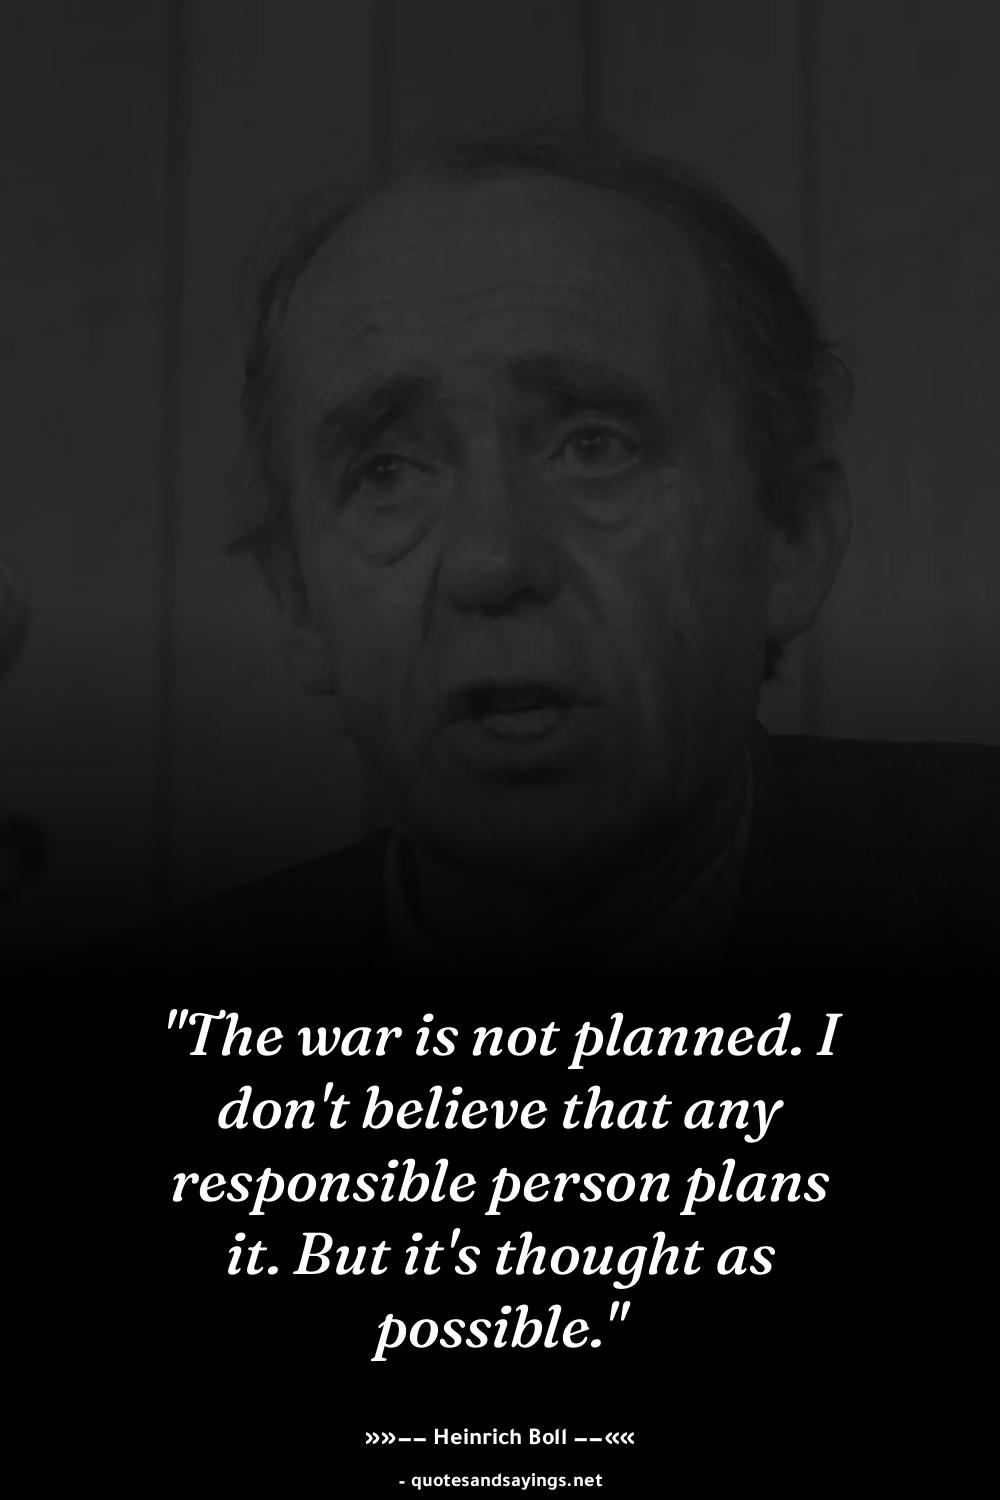 "The war is not planned. I
don't believe that any
responsible person plans
it. But it's thought as
possible."
»»–– Heinrich Boll ––««
- quotesandsayings.net